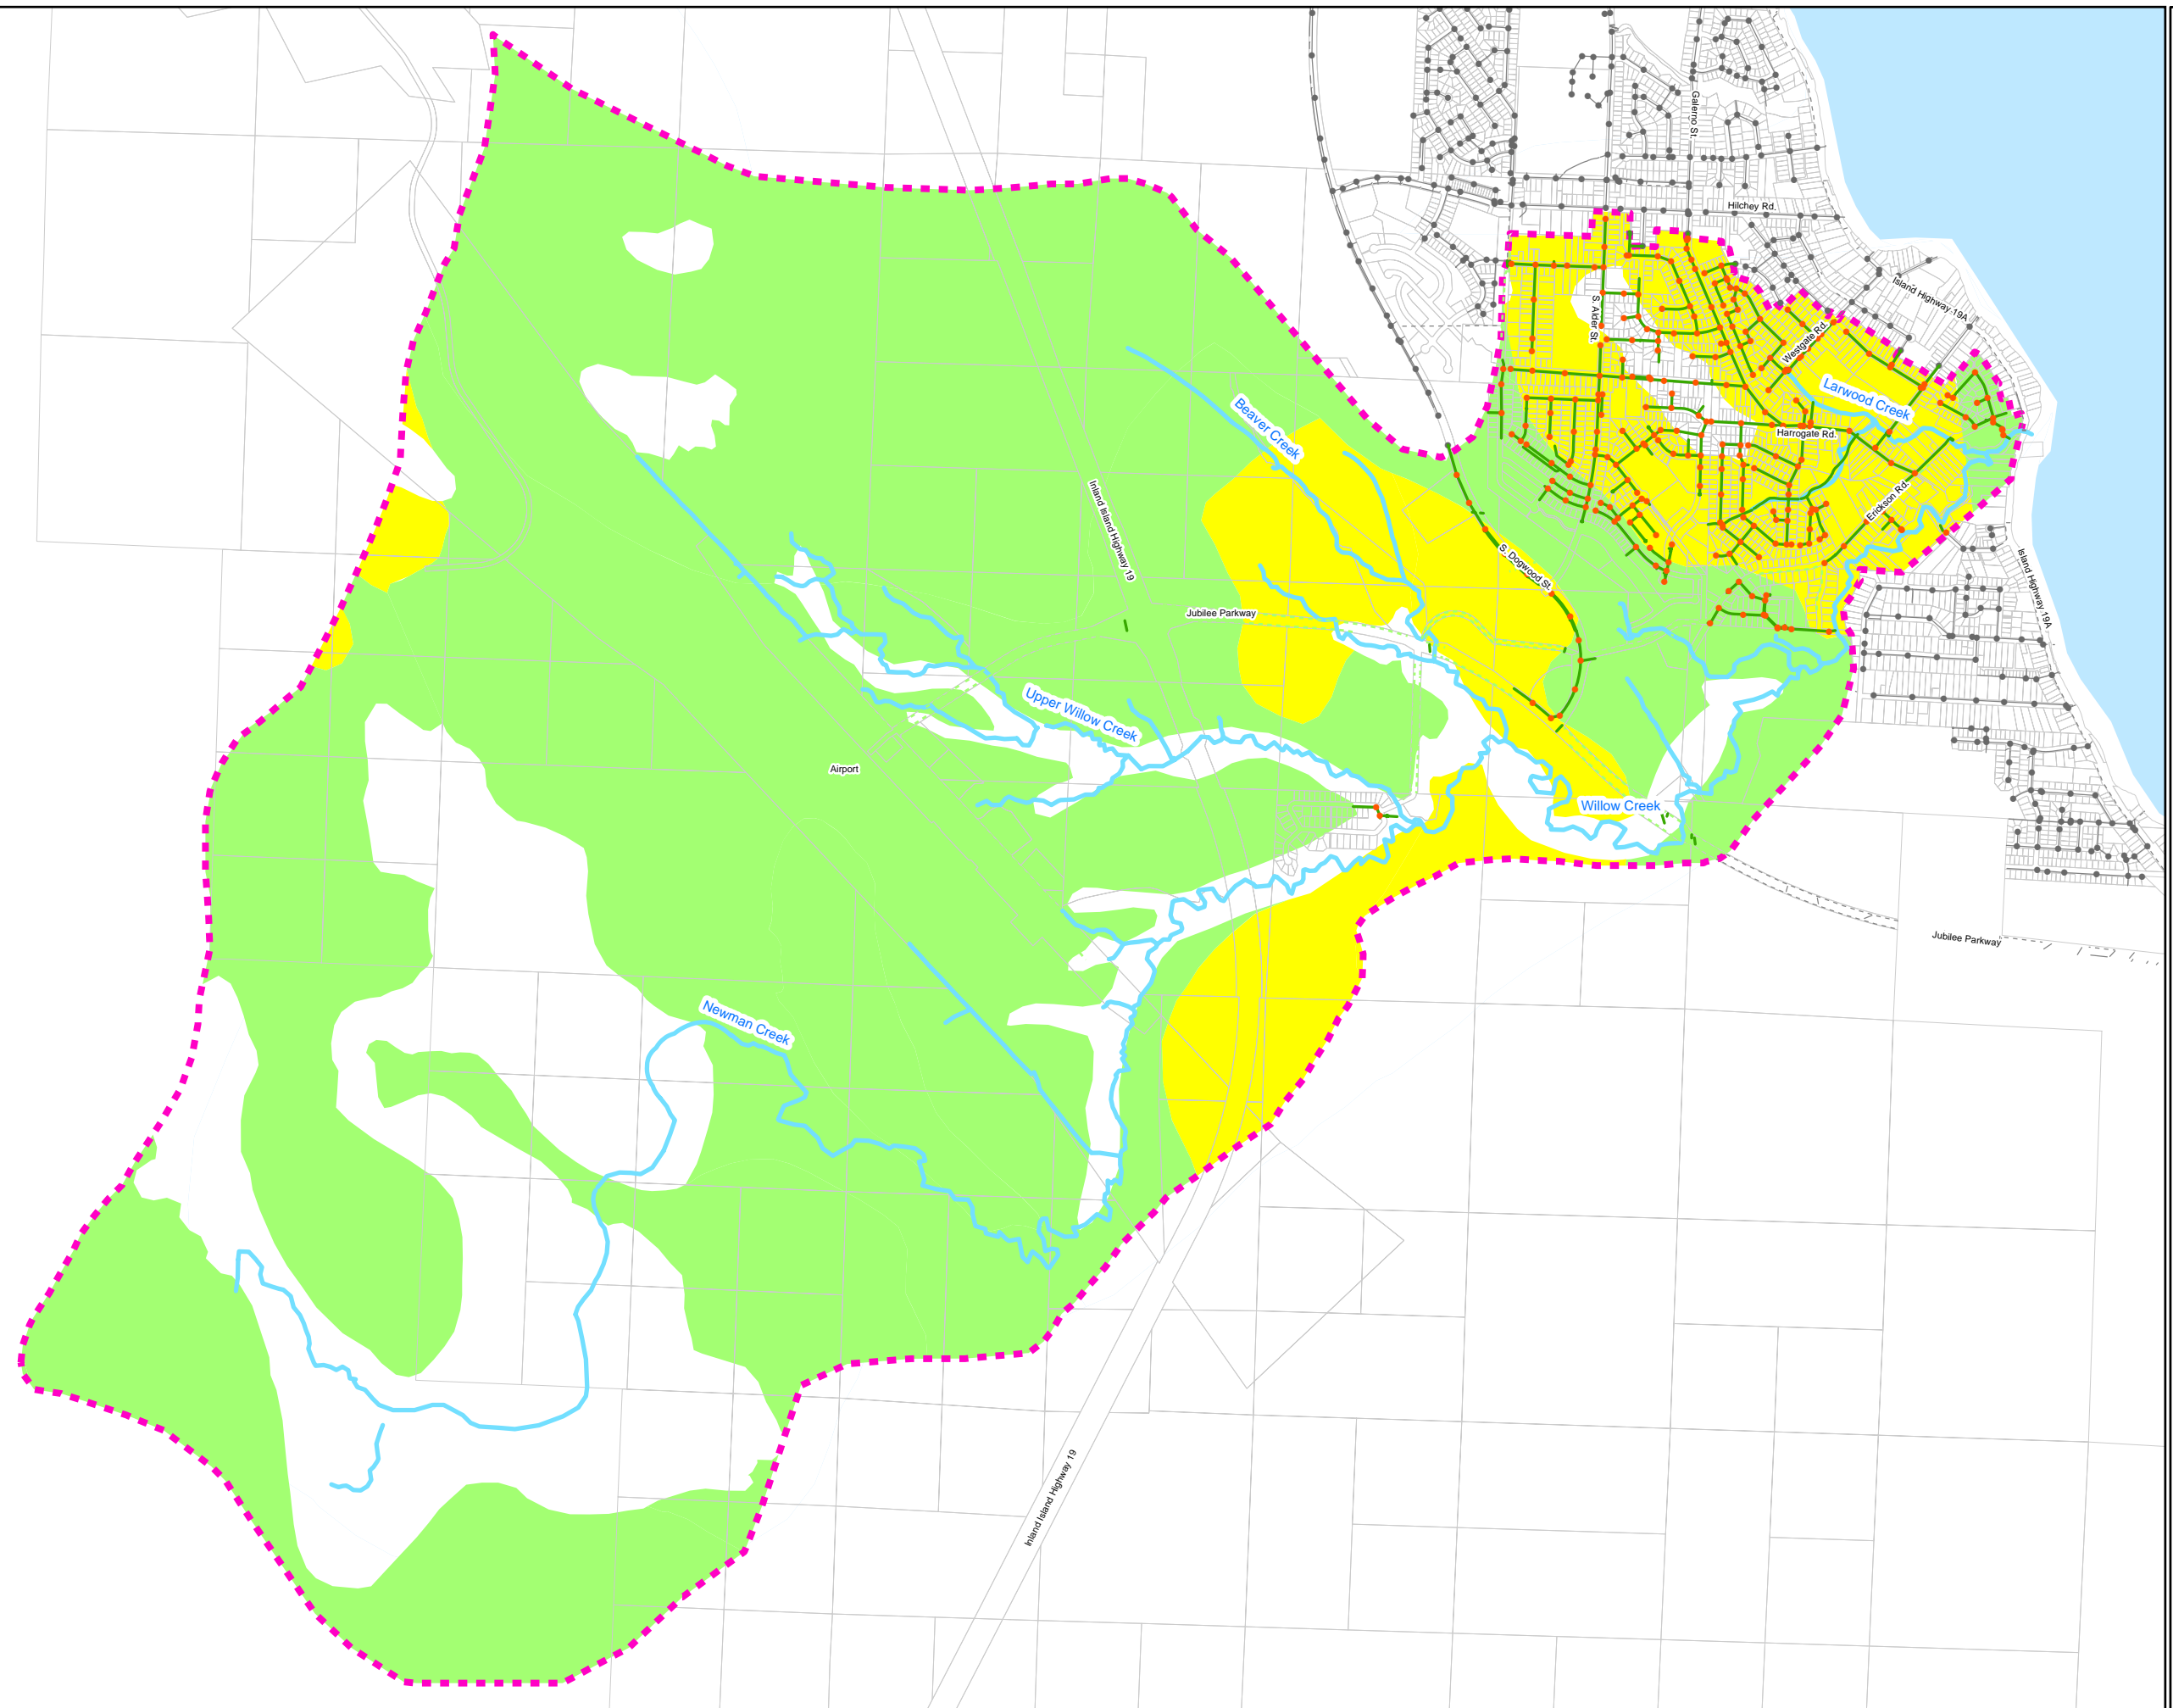 Galerno St.
Hilchey Rd.
Island Highway 19A
S. Alder St.
Westgate Rd.
Larwood Creek
Beaver Creek
Harrogate Rd.
Inland Island Highway 19
Erickson Rd.
S. Dogwood St.
Island Highway 19A
Jubilee Parkway
Upper Willow Creek
Airport
Willow Creek
Jubilee Parkway
Newman Creek
Inland Island Highway 19